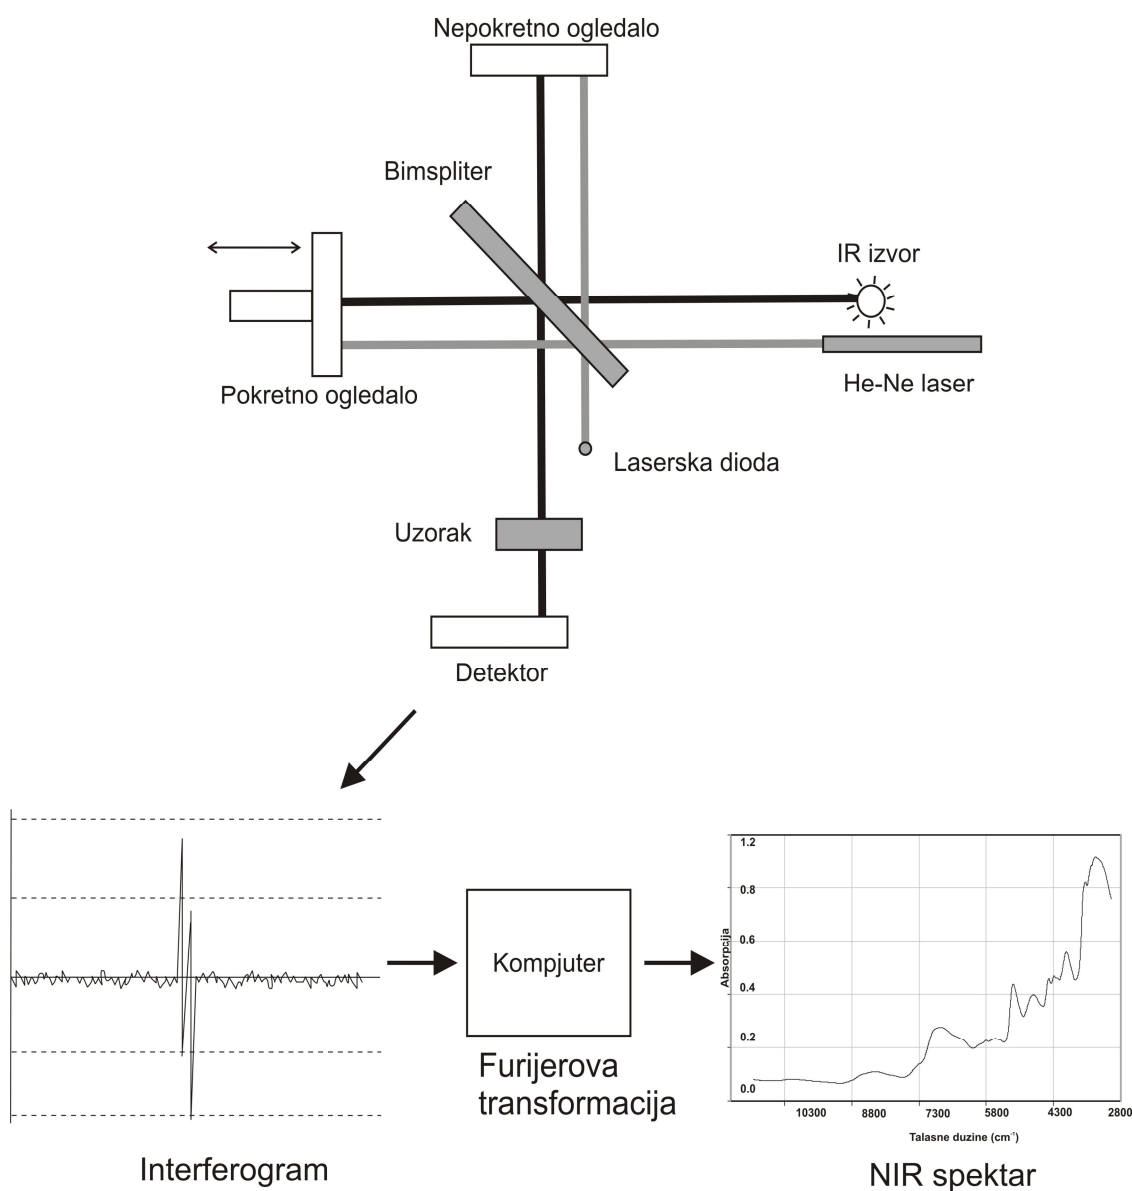 Nepokretno ogledalo
Bimspliter
IR izvor
He-Ne laser
Pokretno ogledalo
Laserska dioda
Uzorak
Detektor
Kompjuter
Furijerova
transformacija
Interferogram
1.2
0.8
0.6
0.4
0.2
0.0
Absorpcija
10300 8800 7300 5800 4300 2800
Talasne duzine (cm⁻¹)
NIR spektar